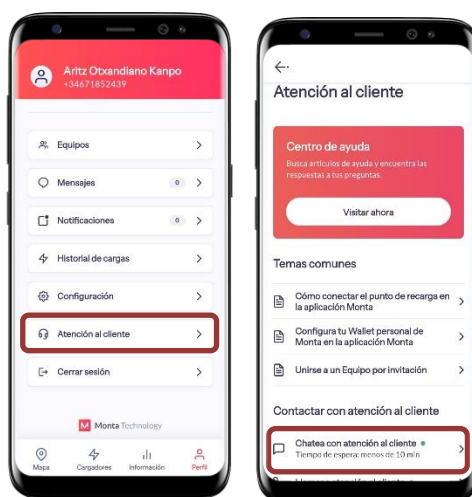 Aritz Otxandiano Kanpo
+34671852439
Equipos
Mensajes 0
Notificaciones 0
Historial de cargas
Configuración
Atención al cliente
Cerrar sesión
Monta Technology
Mapa Cargadores Información Perfil
Atención al cliente
Centro de ayuda
Busca artículos de ayuda y encuentra las
respuestas a tus preguntas.
Visitar ahora
Temas comunes
Cómo conectar el punto de recarga en
la aplicación Monta
Configura tu Wallet personal de
Monta en la aplicación Monta
Unirse a un Equipo por invitación
Contactar con atención al cliente
Chatea con atención al cliente
Tiempo de espera: menos de 10 min